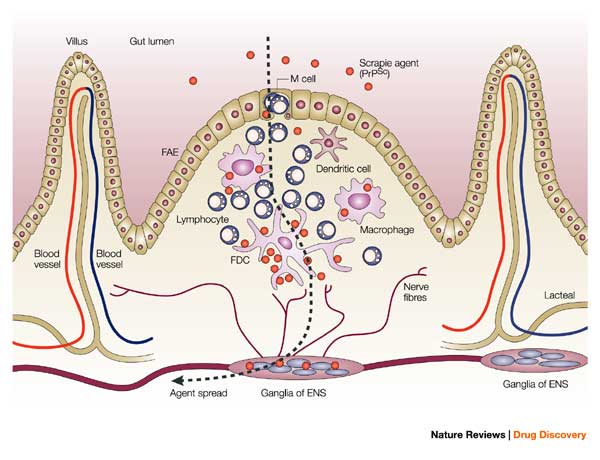 Villus
Gut lumen
Scrapie agent
(PrPSc)
M cell
FAE
Dendritic cell
Lymphocyte
Macrophage
Blood
vessel
Blood
vessel
FDC
Nerve
fibres
Lacteal
Agent spread
Ganglia of ENS
Ganglia of ENS
Nature Reviews | Drug Discovery